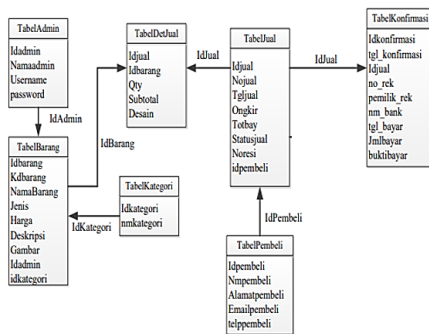 TabelAdmin
Idadmin
Namaadmin
Username
password
IdAdmin
TabelBarang
Idbarang
Kdbarang
NamaBarang
Jenis
Harga
Deskripsi
Gambar
Idadmin
idkategori
IdBarang
TabelKategori
Idkategori
nmkategori
IdKategori
TabelDetJual
Idjual
Idbarang
Qty
Subtotal
Desain
IdJual
TabelJual
Idjual
Nojual
Tgljual
Ongkir
Totbay
Statusjual
Noresi
idpembeli
IdJual
IdPembeli
TabelPembeli
Idpembeli
Nmpembeli
Alamatpembeli
Emailpembeli
telppembeli
TabelKonfirmasi
Idkonfirmasi
tgl_konfirmasi
Idjual
no_rek
pemilik_rek
nm_bank
tgl_bayar
Jmlbayar
buktibayar